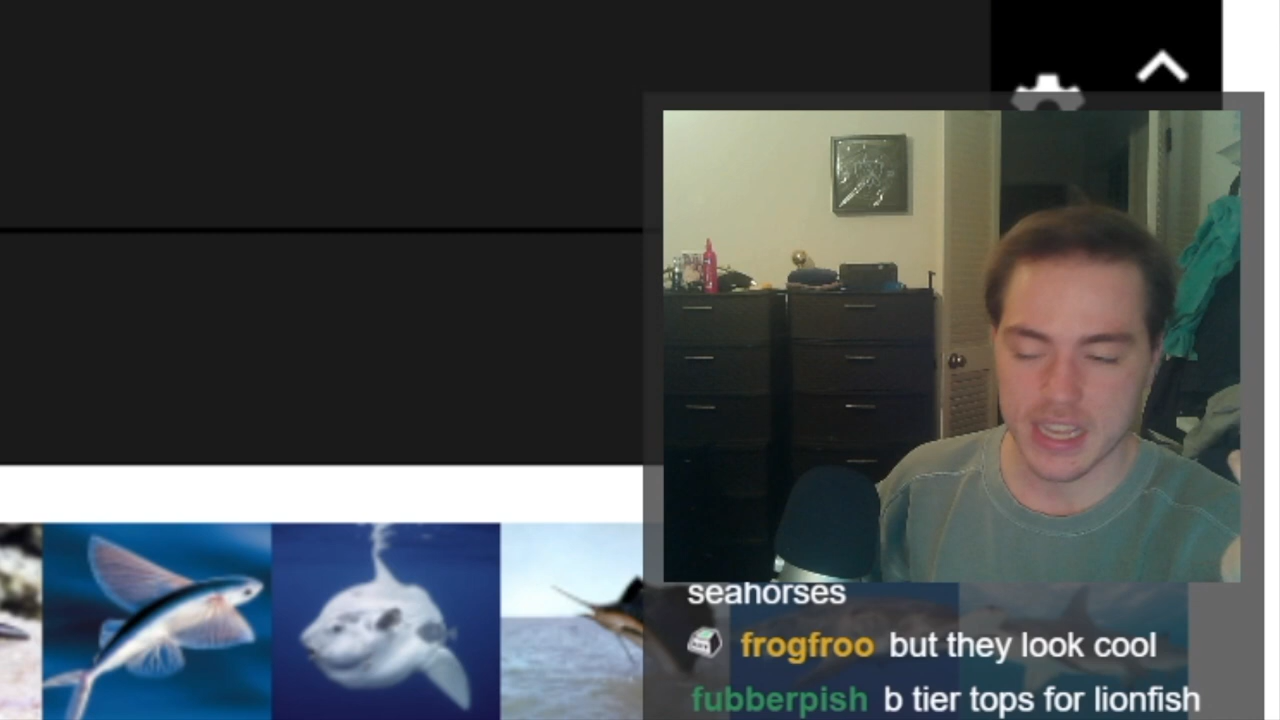 seahorses
frogfroo but they look cool
fubberpish b tier tops for lionfish